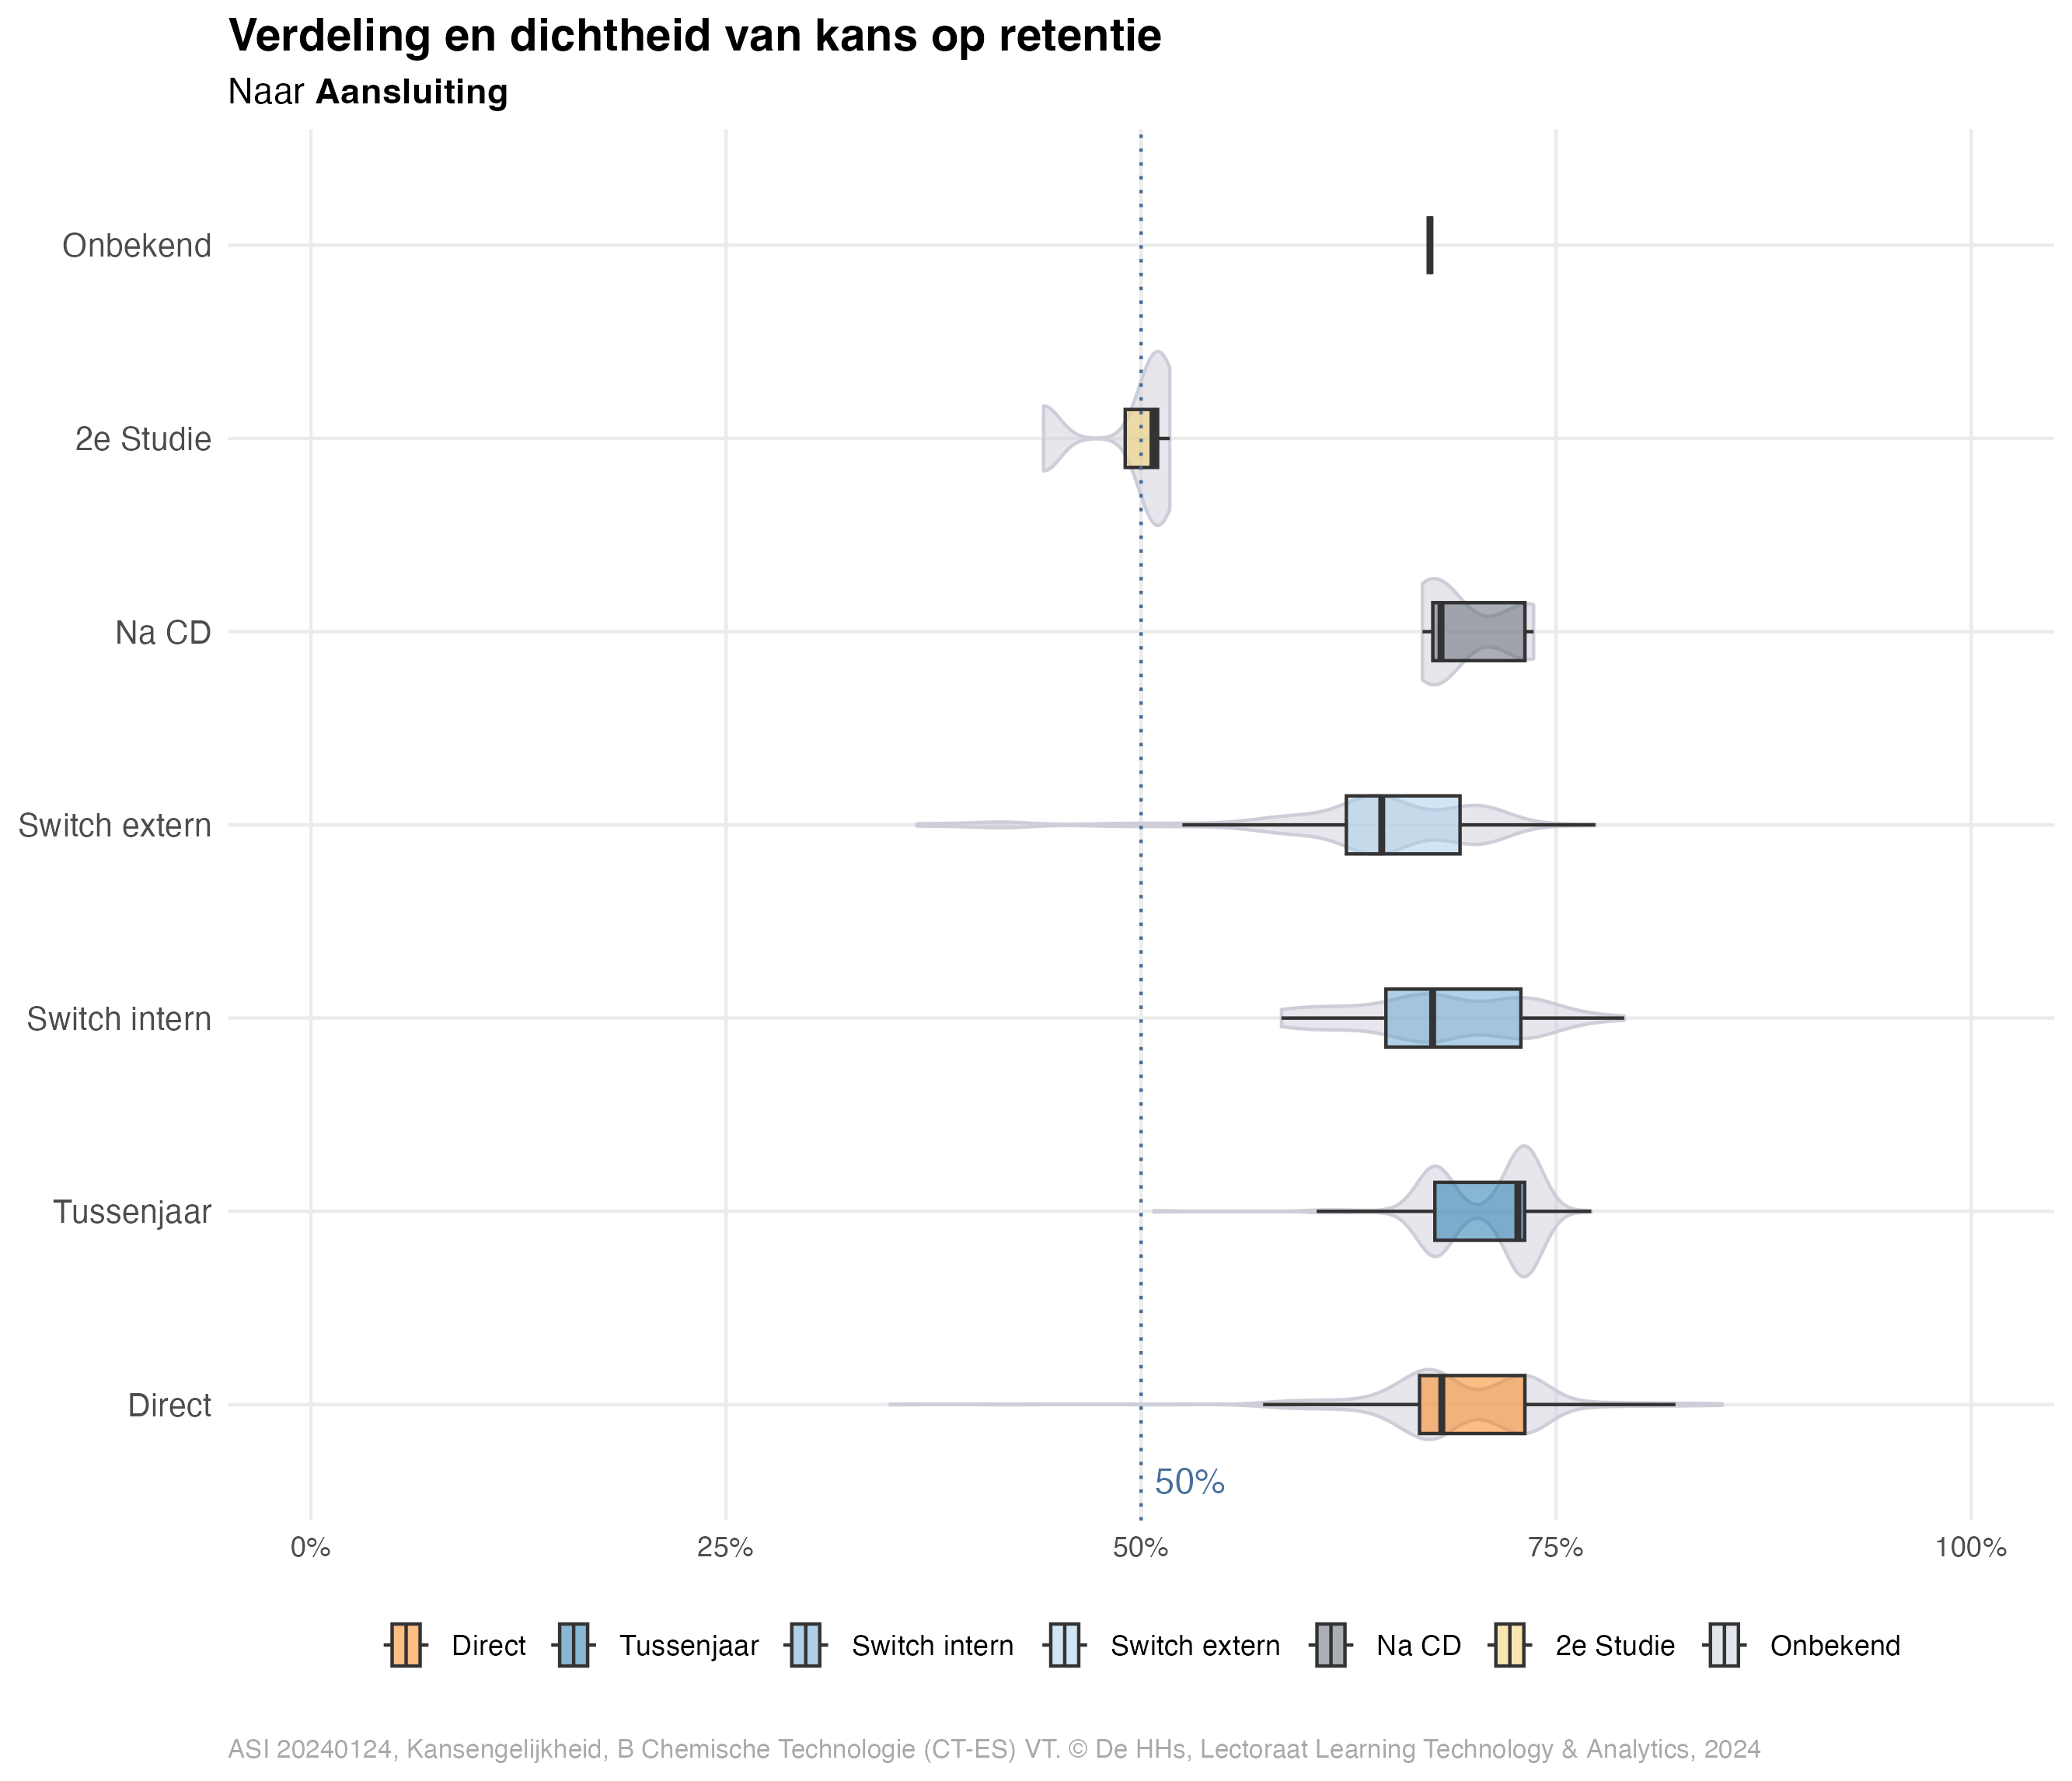 Verdeling en dichtheid van kans op retentie
Naar Aansluiting
Onbekend
2e Studie
Na CD
Switch extern
Switch intern
Tussenjaar
Direct
50%
0% 25% 50% 75% 100%
Direct Tussenjaar Switch intern Switch extern Na CD 2e Studie Onbekend
ASI 20240124, Kansengelijkheid, B Chemische Technologie (CT-ES) VT. © De HHs, Lectoraat Learning Technology & Analytics, 2024